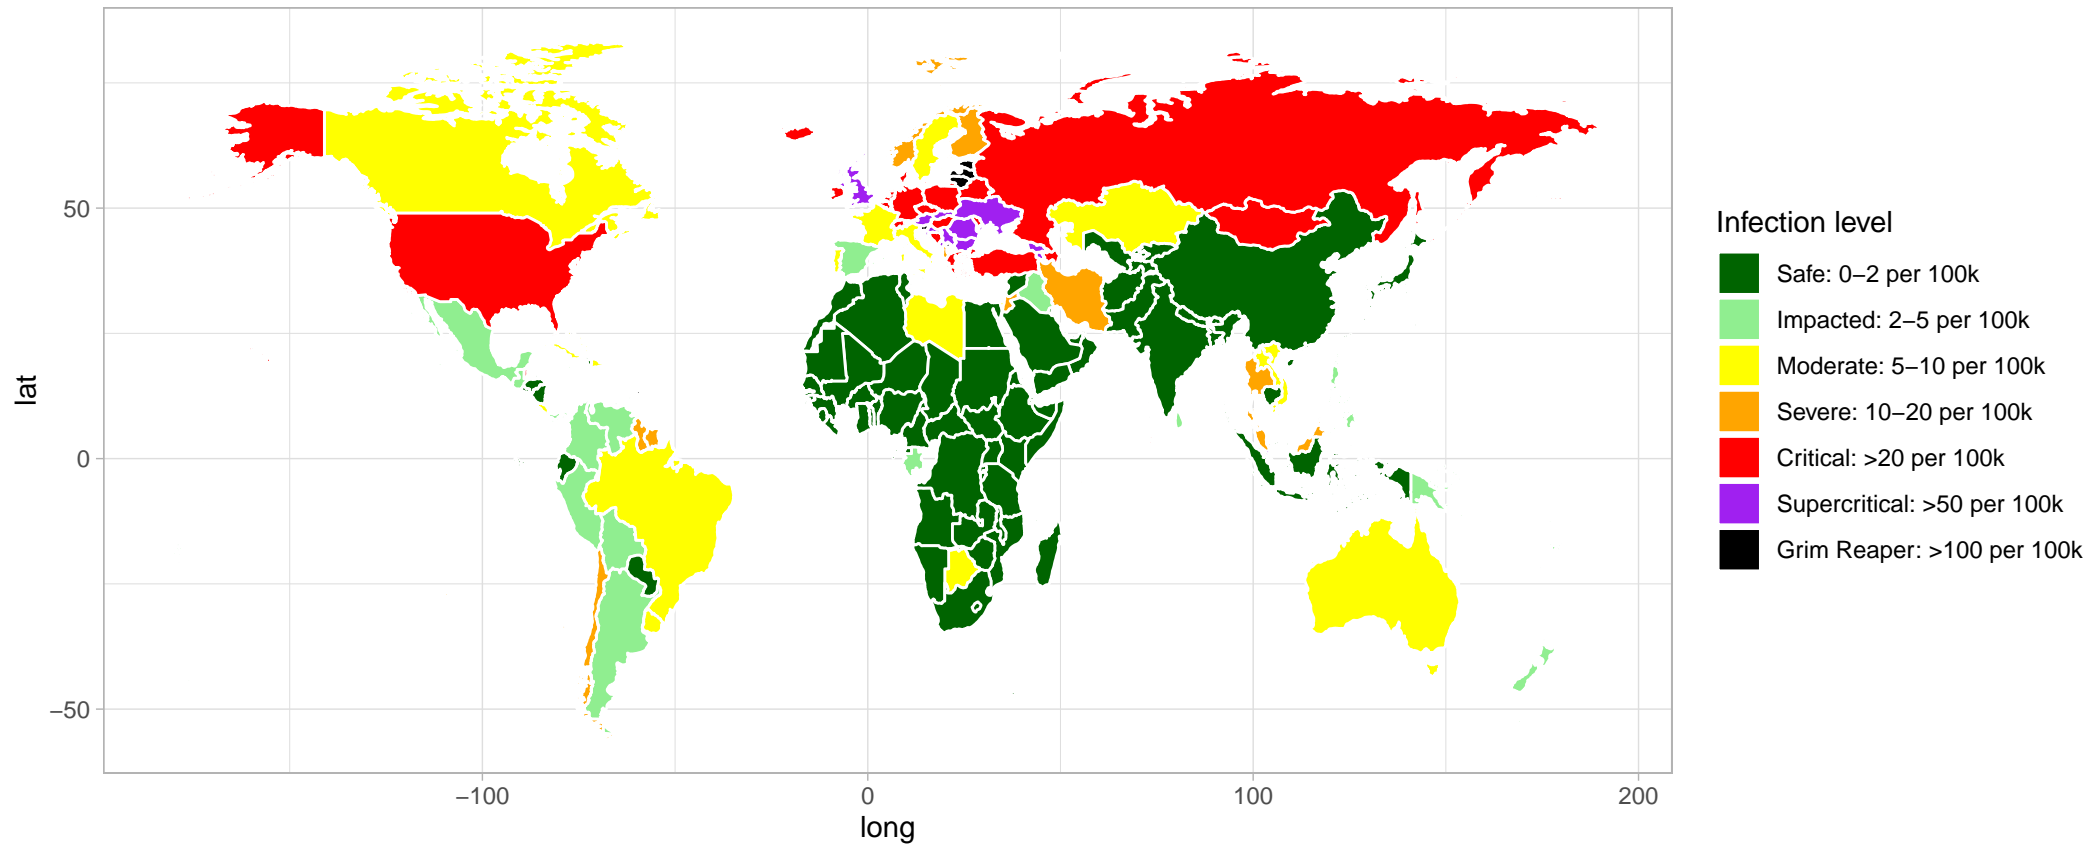 50
0
−50
lat
−100
0
100
200
long
Infection level
Safe: 0−2 per 100k
Impacted: 2−5 per 100k
Moderate: 5−10 per 100k
Severe: 10−20 per 100k
Critical: >20 per 100k
Supercritical: >50 per 100k
Grim Reaper: >100 per 100k